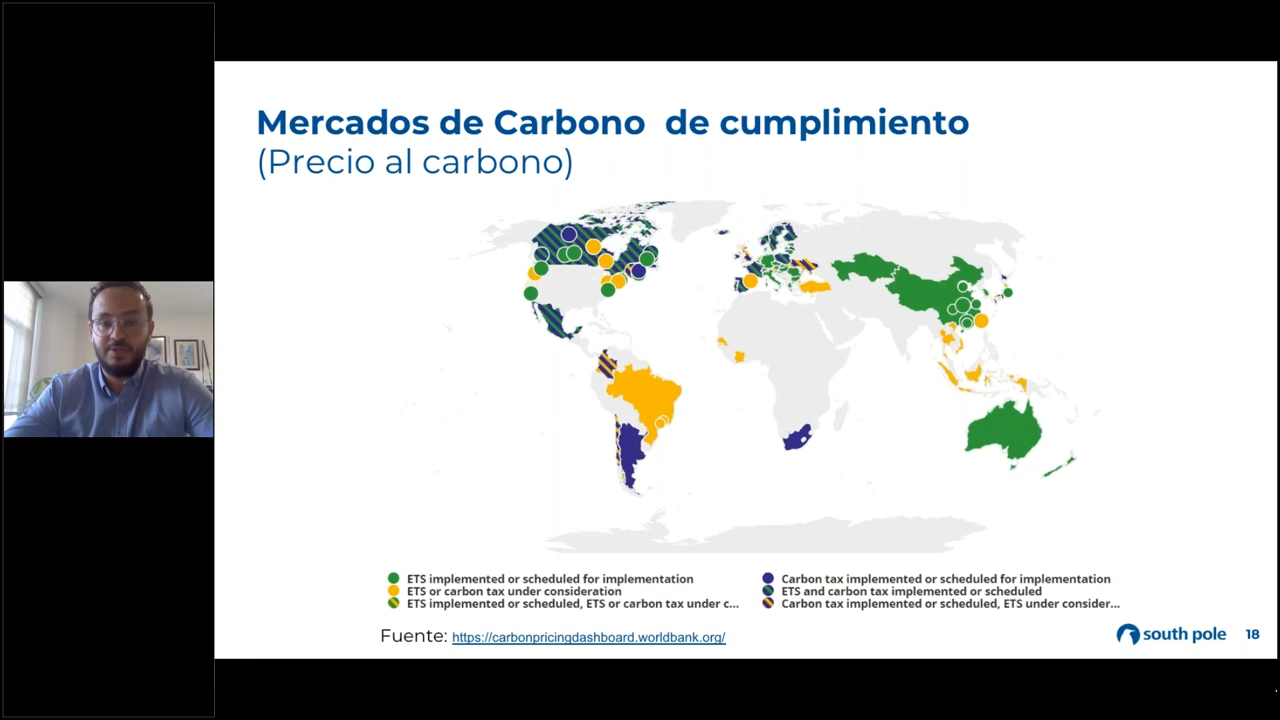 Mercados de Carbono de cumplimiento
(Precio al carbono)
ETS implemented or scheduled for implementation
ETS or carbon tax under consideration
ETS implemented or scheduled, ETS or carbon tax under c...
Carbon tax implemented or scheduled for implementation
ETS and carbon tax implemented or scheduled
Carbon tax implemented or scheduled, ETS under consider...
Fuente: https://carbonpricingdashboard.worldbank.org/
south pole 18